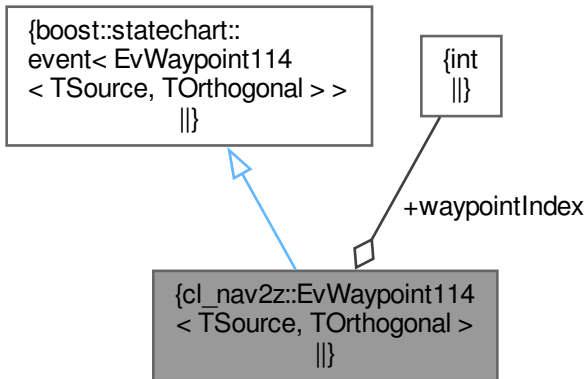 {boost::statechart::
event< EvWaypoint114
< TSource, TOrthogonal > >
||}
{int
||}
+waypointIndex
{cl_nav2z::EvWaypoint114
< TSource, TOrthogonal >
||}